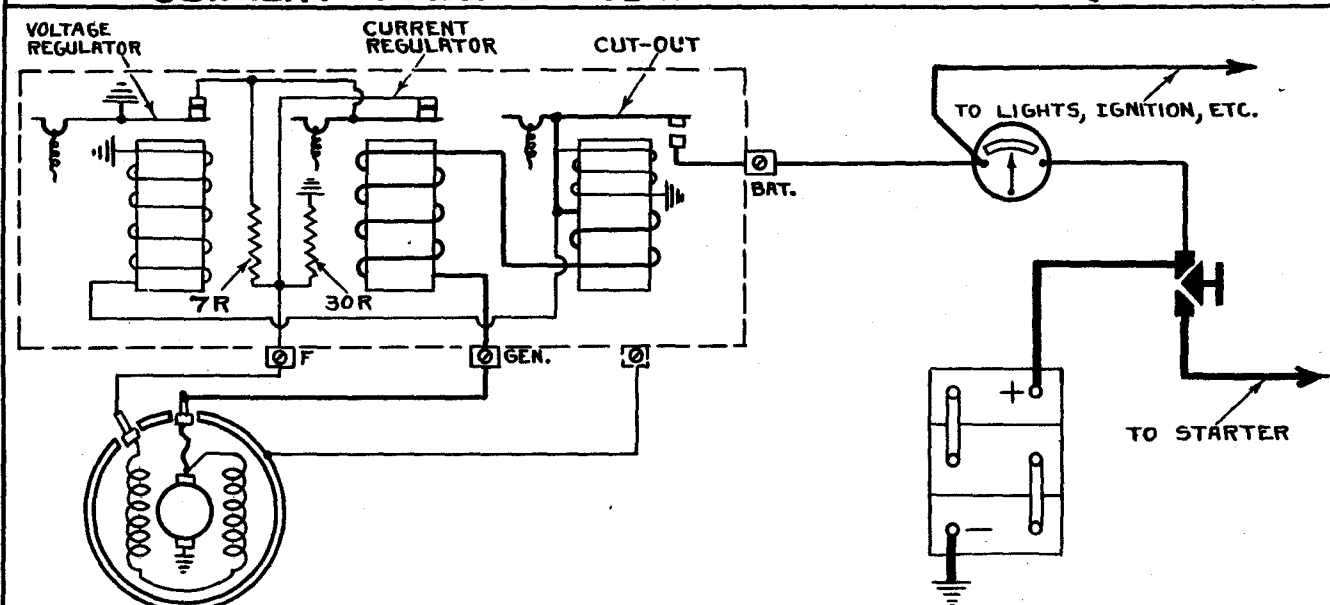 VOLTAGE
REGULATOR
CURRENT
REGULATOR
CUT-OUT
TO LIGHTS, IGNITION, ETC.
BAT.
7R
30R
F
GEN.
+
TO STARTER
–